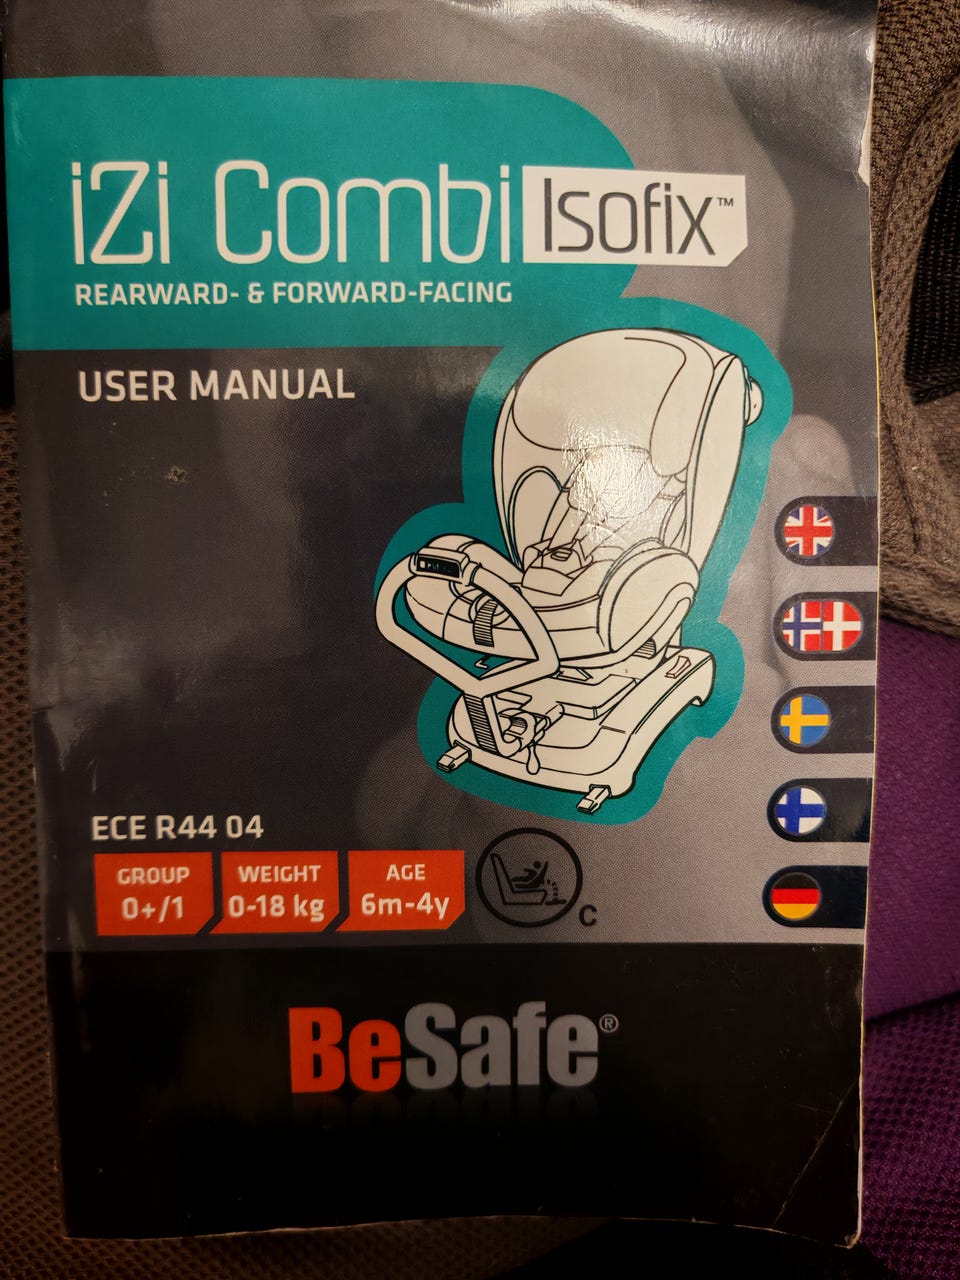 iZi Combi Isofix™
REARWARD- & FORWARD-FACING
USER MANUAL
ECE R44 04
GROUP
0+/1
WEIGHT
0-18 kg
AGE
6m-4y
C
BeSafe®